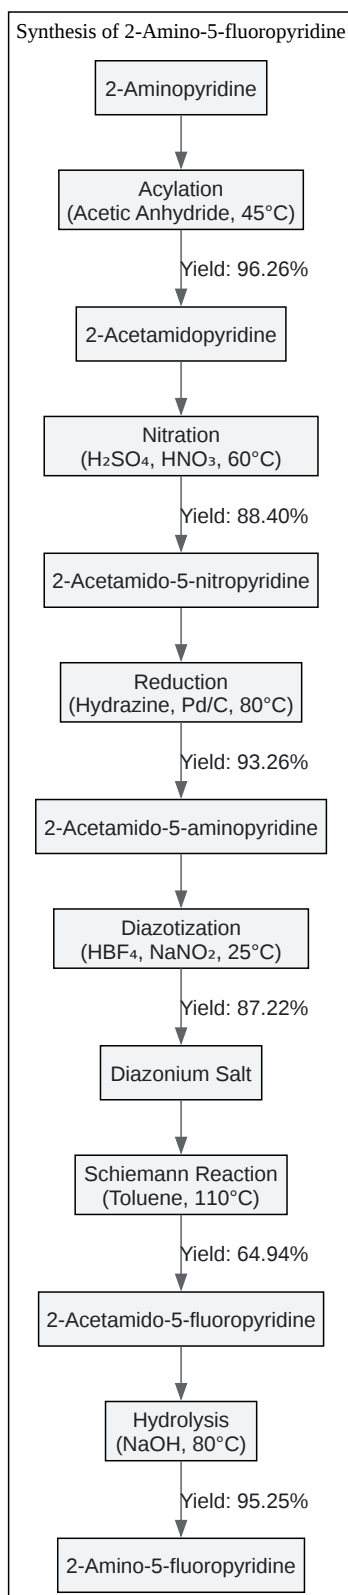 Synthesis of 2-Amino-5-fluoropyridine
2-Aminopyridine
Acylation
(Acetic Anhydride, 45°C)
Yield: 96.26%
2-Acetamidopyridine
Nitration
(H₂SO₄, HNO₃, 60°C)
Yield: 88.40%
2-Acetamido-5-nitropyridine
Reduction
(Hydrazine, Pd/C, 80°C)
Yield: 93.26%
2-Acetamido-5-aminopyridine
Diazotization
(HBF₄, NaNO₂, 25°C)
Yield: 87.22%
Diazonium Salt
Schiemann Reaction
(Toluene, 110°C)
Yield: 64.94%
2-Acetamido-5-fluoropyridine
Hydrolysis
(NaOH, 80°C)
Yield: 95.25%
2-Amino-5-fluoropyridine